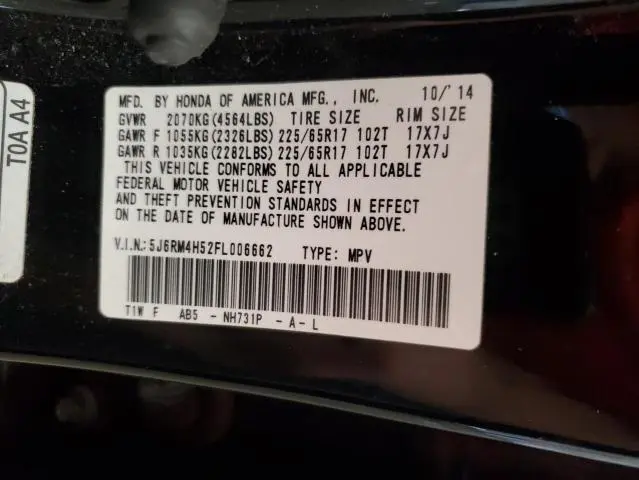 MFD. BY HONDA OF AMERICA MFG., INC. 10/'14
GVWR 2070KG(4564LBS) TIRE SIZE RIM SIZE
GAWR F 1055KG(2326LBS) 225/65R17 102T 17X7J
GAWR R 1035KG(2282LBS) 225/65R17 102T 17X7J
THIS VEHICLE CONFORMS TO ALL APPLICABLE
FEDERAL MOTOR VEHICLE SAFETY
AND THEFT PREVENTION STANDARDS IN EFFECT
ON THE DATE OF MANUFACTURE SHOWN ABOVE.
V.I.N.: 5J6RM4H52FL006662 TYPE: MPV
T1W F AB5 - NH731P - A - L
T0A A4